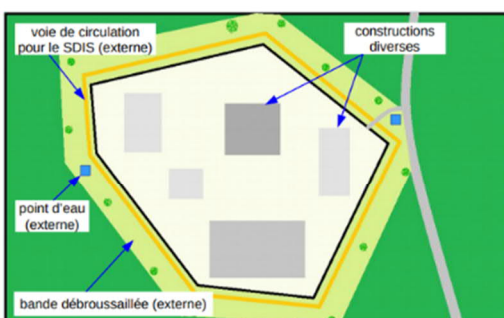 voie de circulation
pour le SDIS (externe)
constructions
diverses
point d'eau
(externe)
bande débroussaillée (externe)